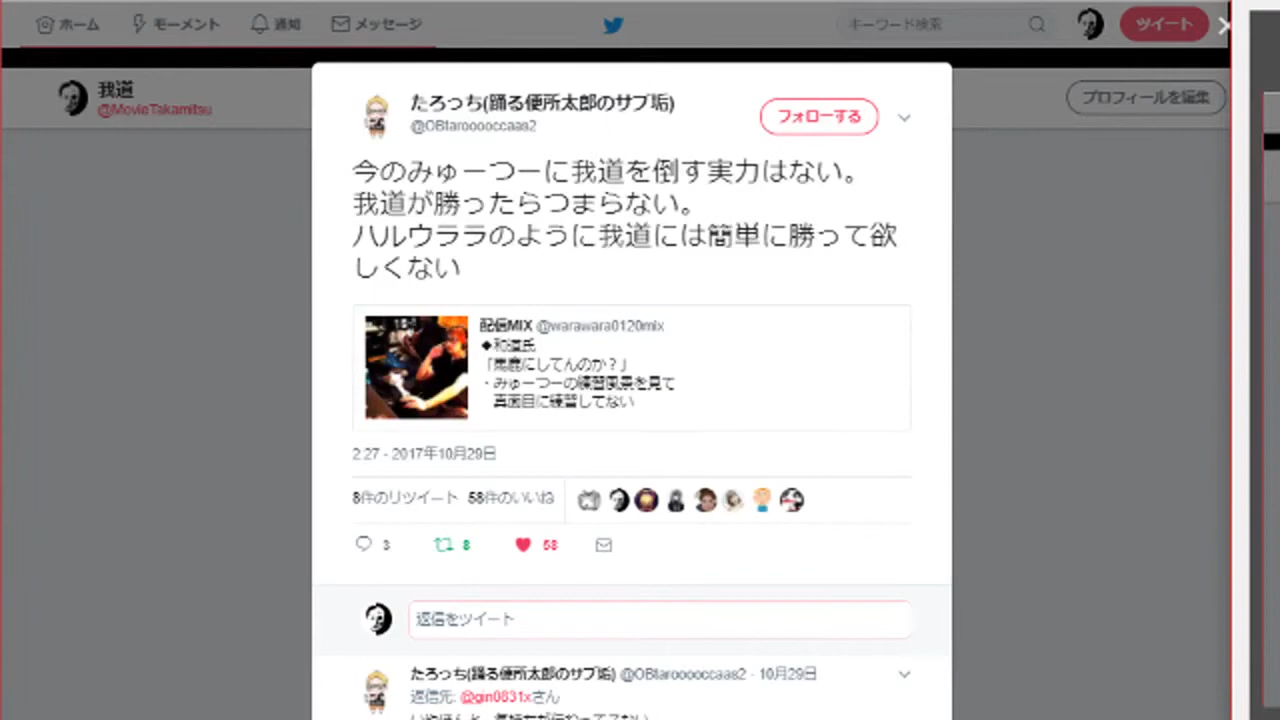 ホーム モーメント 通知 メッセージ キーワード検索 ツイート
我道
@MovieTakamitsu
プロフィールを編集
たろっち(踊る便所太郎のサブ垢)
@OBtarooooccaas2
フォローする
今のみゅーつーに我道を倒す実力はない。
我道が勝ったらつまらない。
ハルウララのように我道には簡単に勝って欲
しくない
配信MIX @warawara0120mix
◆和道氏
「馬鹿にしてんのか？」
・みゅーつーの練習風景を見て
真面目に練習してない
2:27 - 2017年10月29日
8件のリツイート 58件のいいね
3 8 58
返信をツイート
たろっち(踊る便所太郎のサブ垢) @OBtarooooccaas2 · 10月29日
返信先: @gin0831xさん